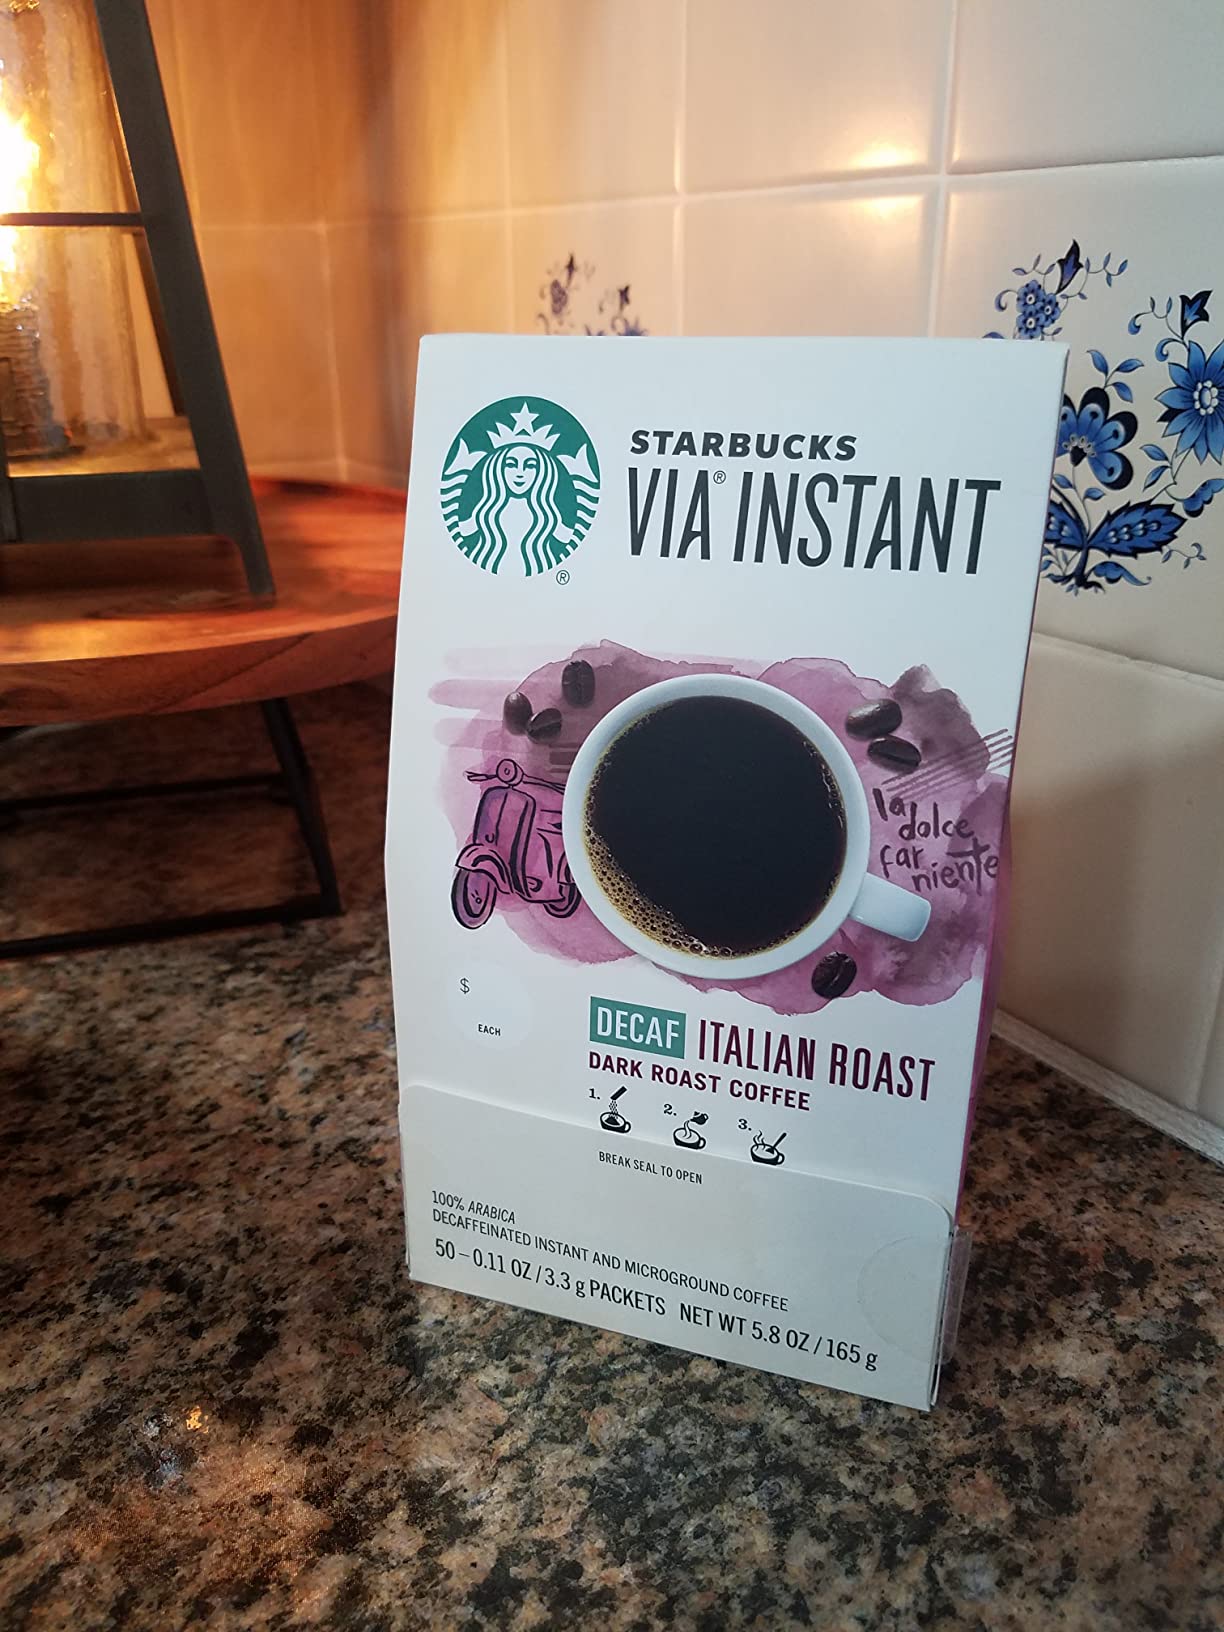 STARBUCKS
VIA® INSTANT
®
la
dolce
far
niente
$
EACH
DECAF ITALIAN ROAST
DARK ROAST COFFEE
1. 2. 3.
BREAK SEAL TO OPEN
100% ARABICA
DECAFFEINATED INSTANT AND MICROGROUND COFFEE
50 – 0.11 OZ / 3.3 g PACKETS NET WT 5.8 OZ / 165 g